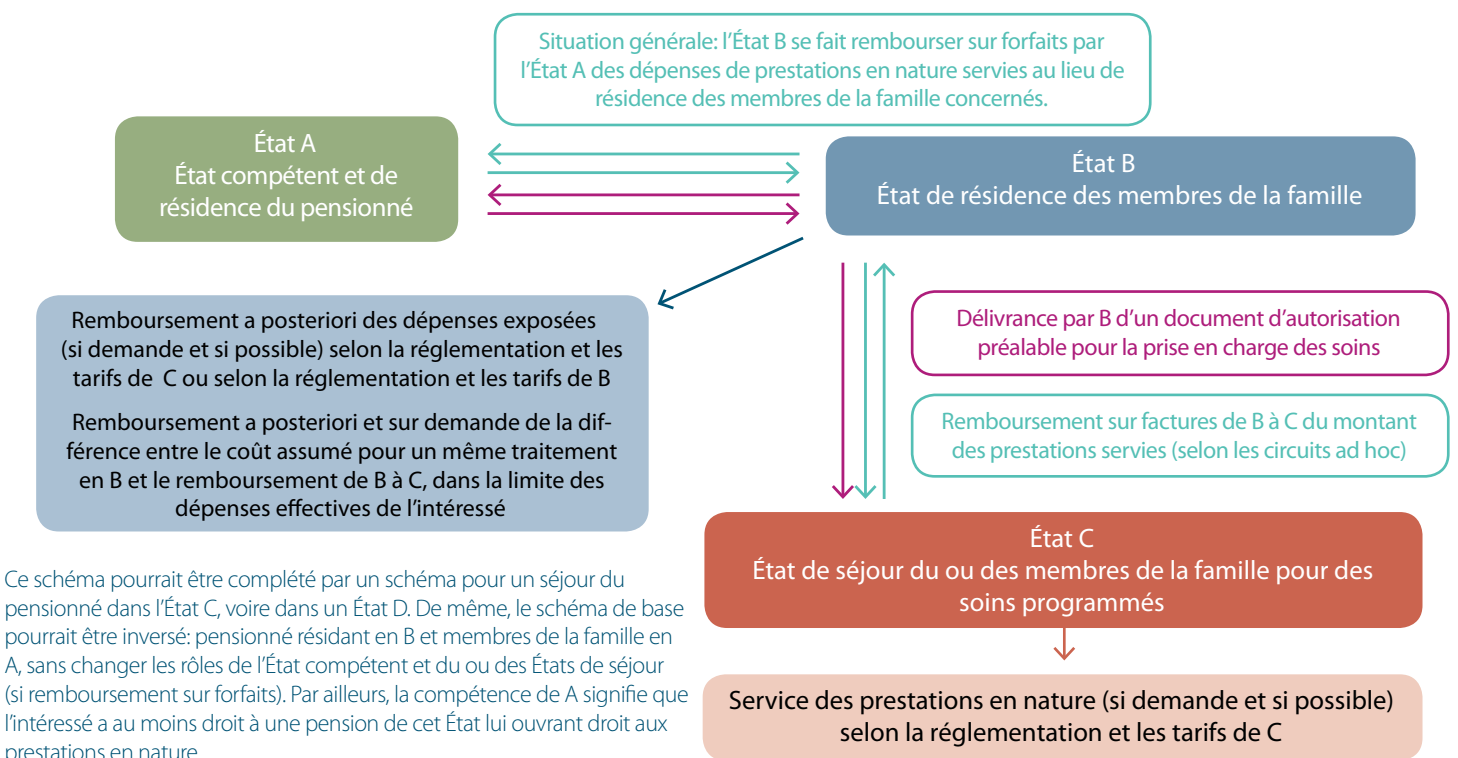 Situation générale: l'État B se fait rembourser sur forfaits par
l'État A des dépenses de prestations en nature servies au lieu de
résidence des membres de la famille concernés.
État A
État compétent et de
résidence du pensionné
État B
État de résidence des membres de la famille
Remboursement a posteriori des dépenses exposées
(si demande et si possible) selon la réglementation et les
tarifs de C ou selon la réglementation et les tarifs de B
Remboursement a posteriori et sur demande de la dif-
férence entre le coût assumé pour un même traitement
en B et le remboursement de B à C, dans la limite des
dépenses effectives de l'intéressé
Délivrance par B d'un document d'autorisation
préalable pour la prise en charge des soins
Remboursement sur factures de B à C du montant
des prestations servies (selon les circuits ad hoc)
État C
État de séjour du ou des membres de la famille pour des
soins programmés
Ce schéma pourrait être complété par un schéma pour un séjour du
pensionné dans l'État C, voire dans un État D. De même, le schéma de base
pourrait être inversé: pensionné résidant en B et membres de la famille en
A, sans changer les rôles de l'État compétent et du ou des États de séjour
(si remboursement sur forfaits). Par ailleurs, la compétence de A signifie que
l'intéressé a au moins droit à une pension de cet État lui ouvrant droit aux
prestations en nature
Service des prestations en nature (si demande et si possible)
selon la réglementation et les tarifs de C